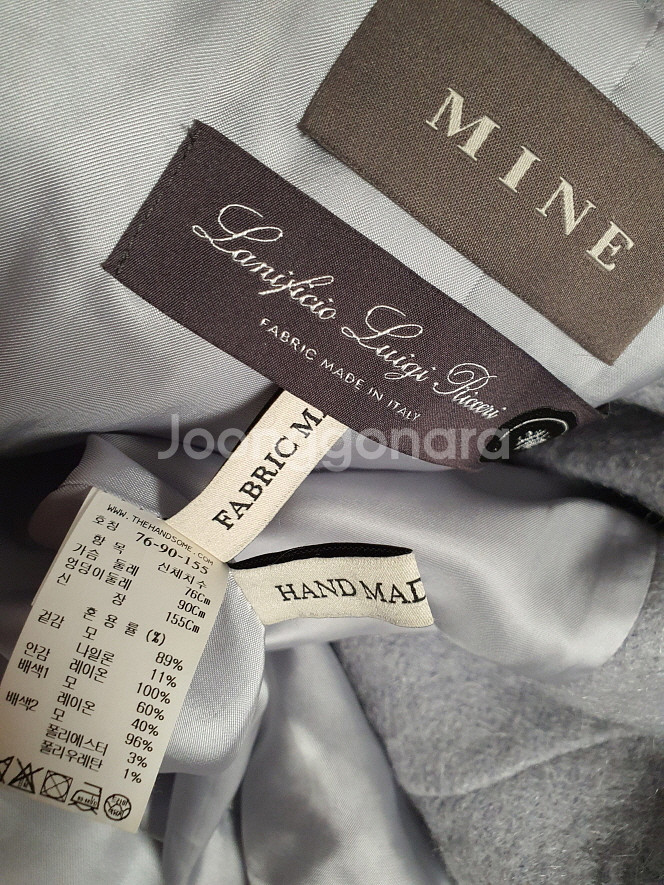 MINE
Lanificio Luigi Ricceri
FABRIC MADE IN ITALY
Joonggonara
FABRIC M
HAND MAD
WWW.THEHANDSOME.COM
호칭 76-90-155
항목 신체치수
가슴 둘레 76Cm
엉덩이둘레 90Cm
신 장 155Cm
혼 용 률 (%)
겉감 모 89%
나일론 11%
안감 레이온 100%
배색1 모 60%
레이온 40%
배색2 모 96%
폴리에스터 3%
폴리우레탄 1%